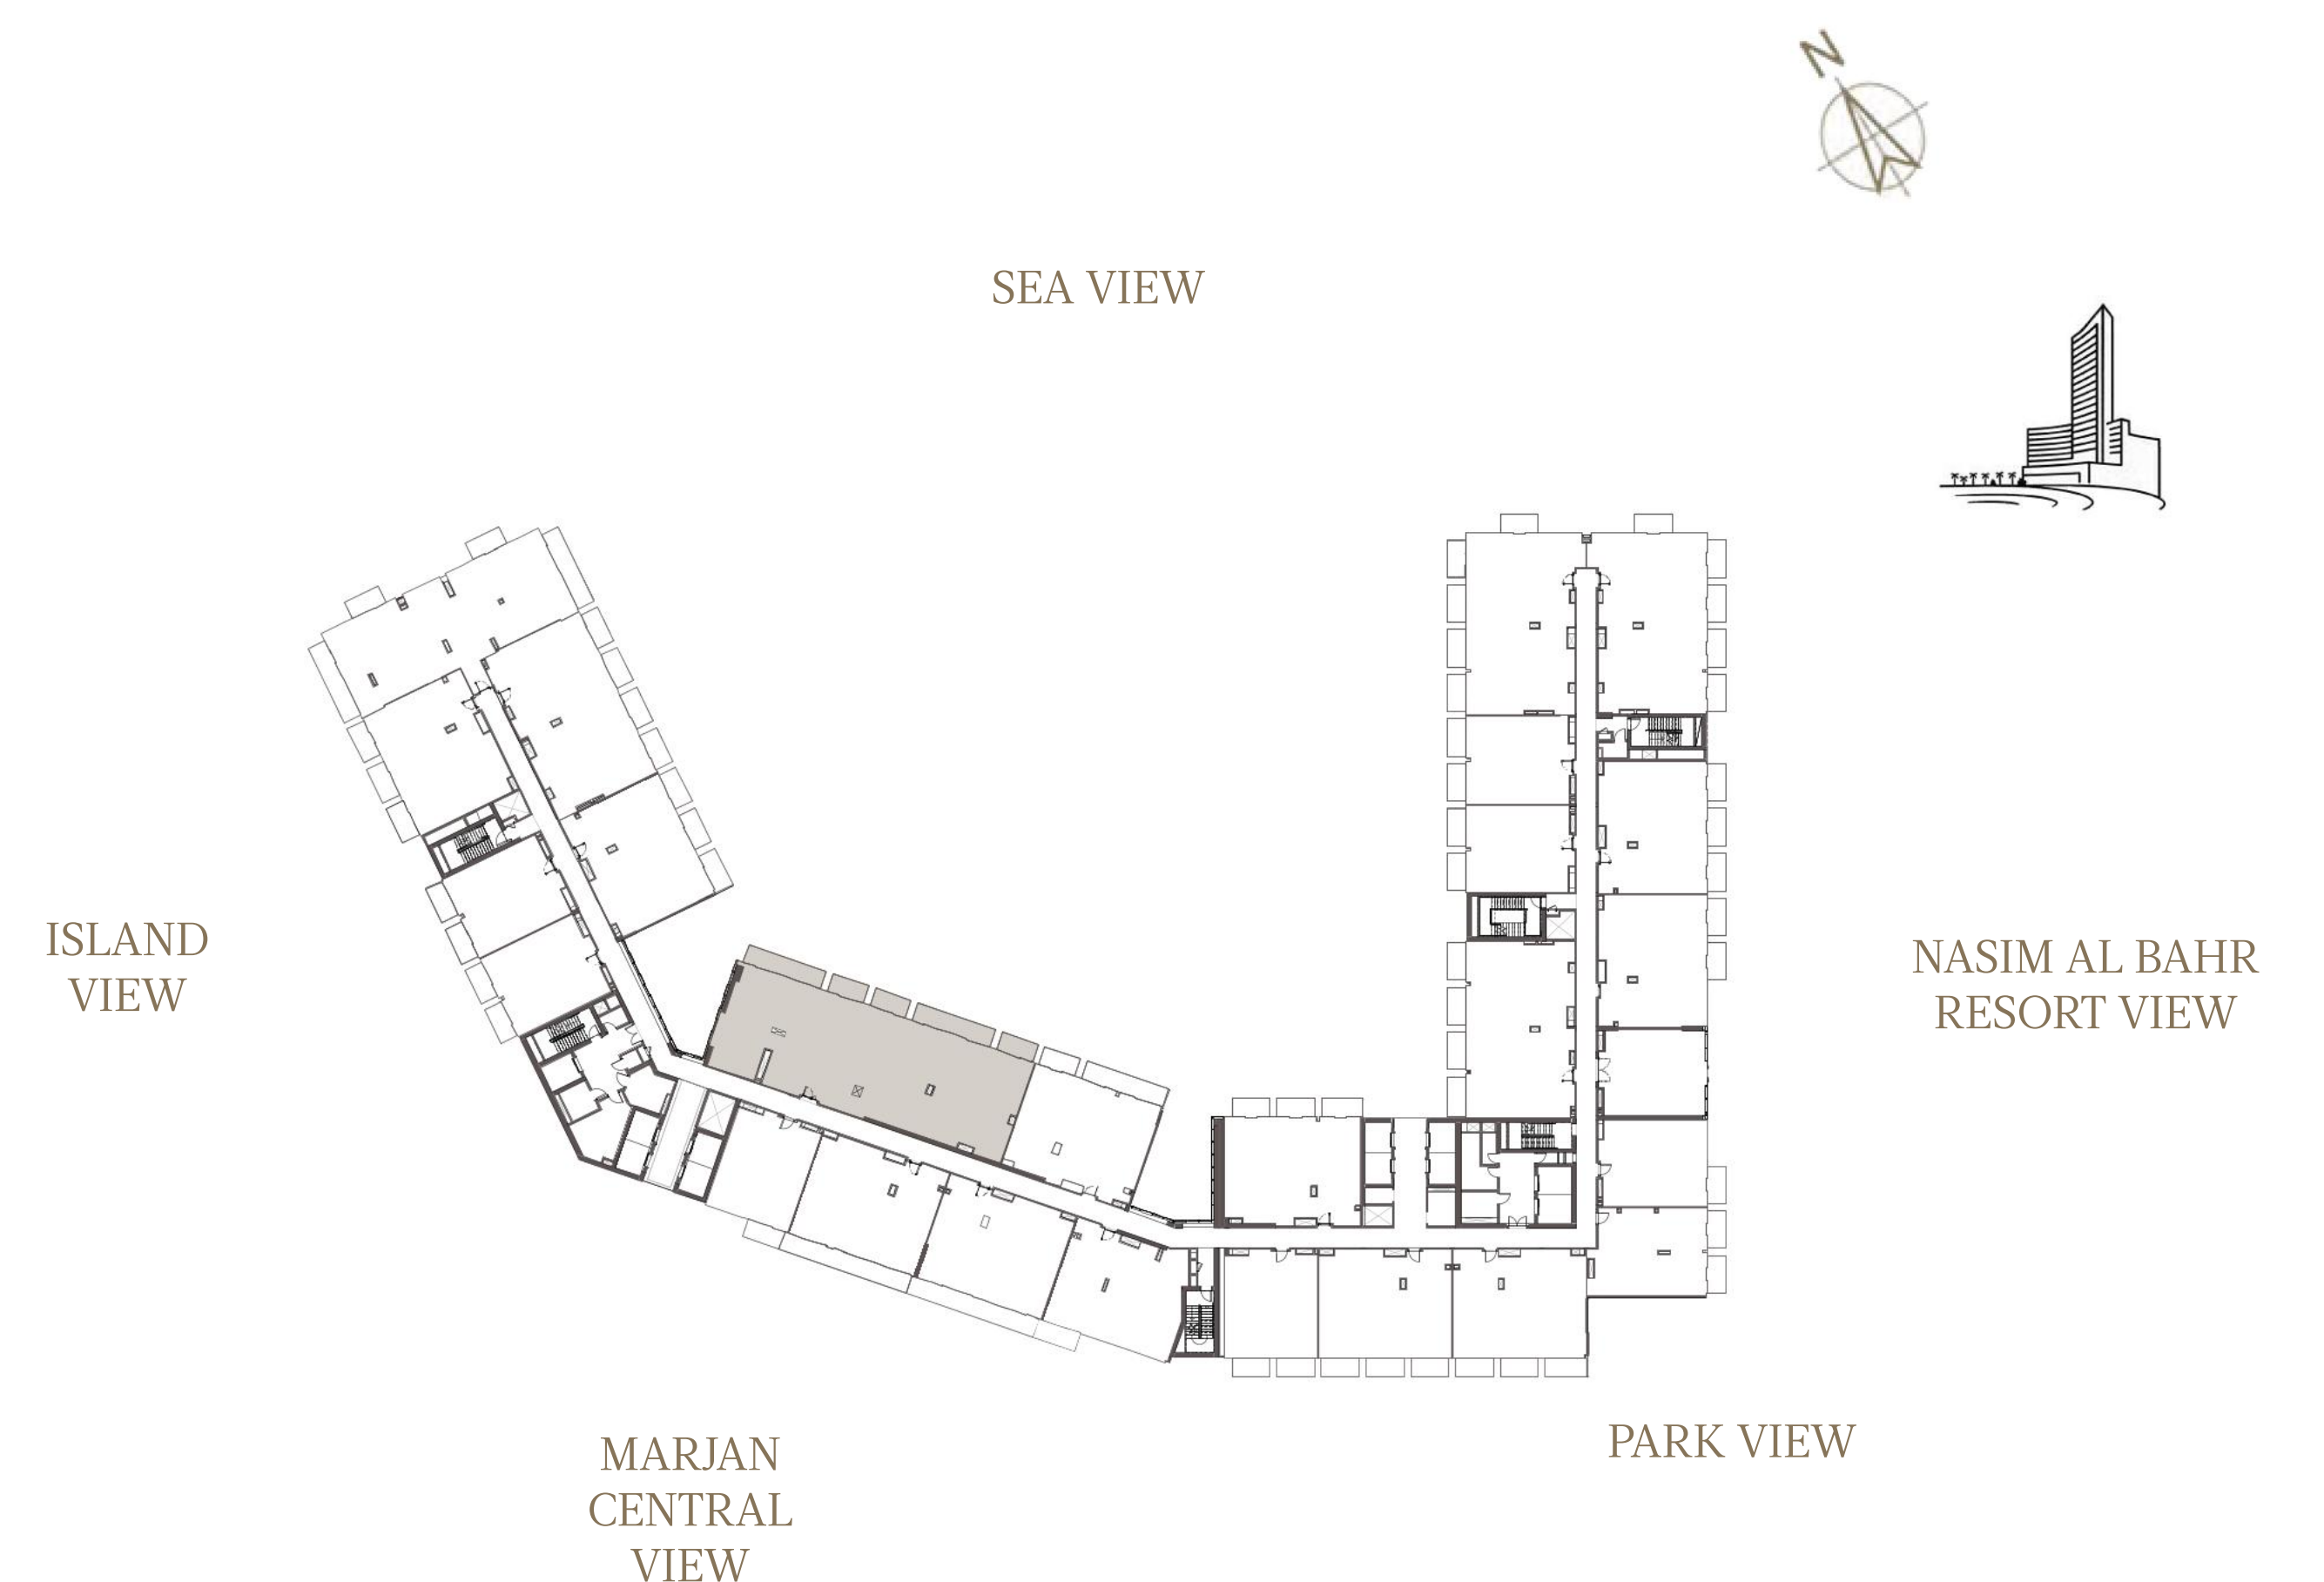 N
SEA VIEW
ISLAND
VIEW
NASIM AL BAHR
RESORT VIEW
PARK VIEW
MARJAN
CENTRAL
VIEW